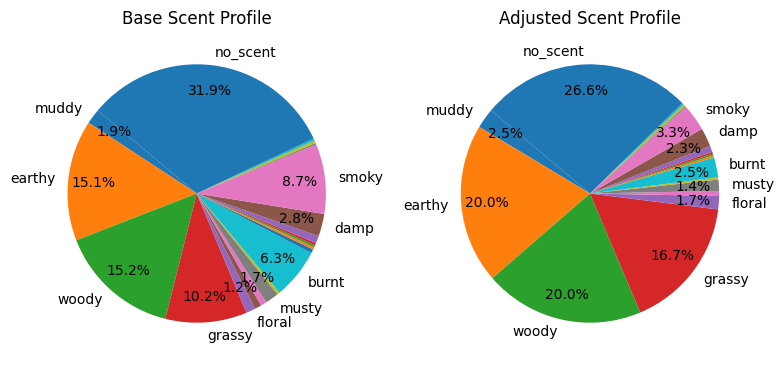 Base Scent Profile
no_scent
31.9%
muddy
1.9%
earthy
15.1%
smoky
8.7%
damp
2.8%
woody
15.2%
burnt
6.3%
musty
1.7%
floral
1.2%
grassy
10.2%
Adjusted Scent Profile
no_scent
26.6%
muddy
2.5%
smoky
3.3%
damp
2.3%
burnt
2.5%
musty
1.4%
floral
1.7%
earthy
20.0%
grassy
16.7%
woody
20.0%